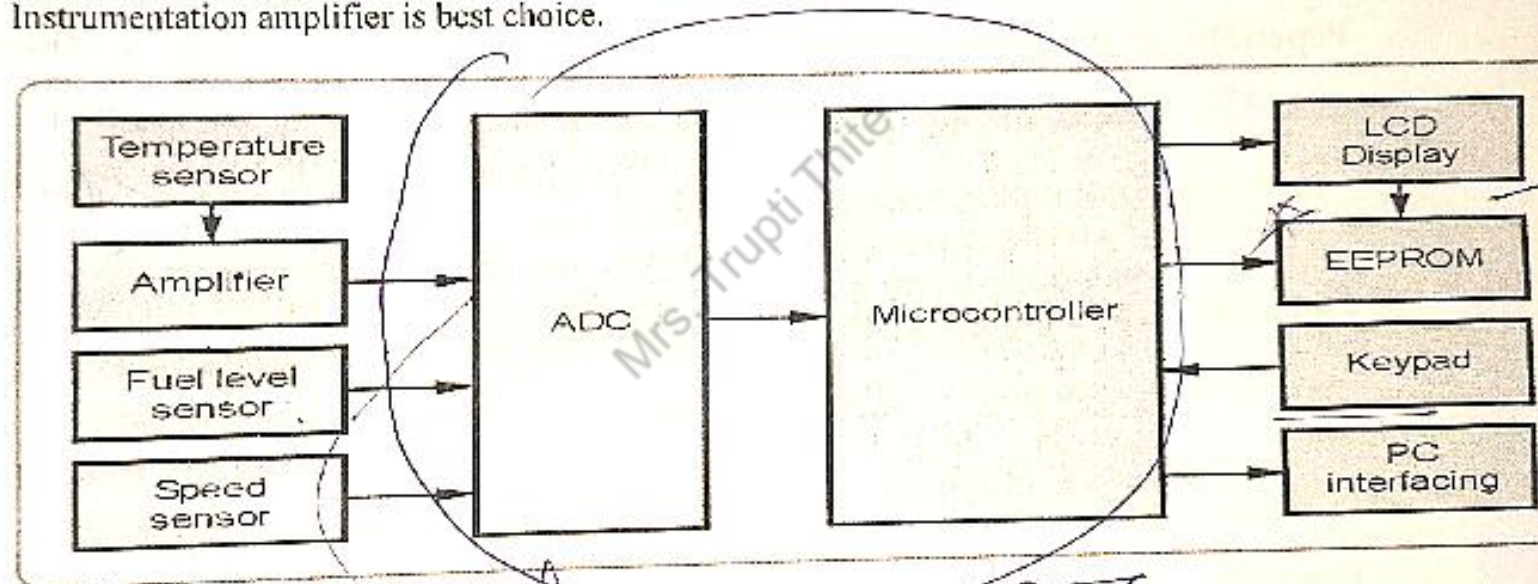 Instrumentation amplifier is best choice.
Temperature
sensor
Amplifier
Fuel level
sensor
Speed
sensor
ADC
Microcontroller
LCD
Display
EEPROM
Keypad
PC
interfacing
Mrs. Trupti Thite